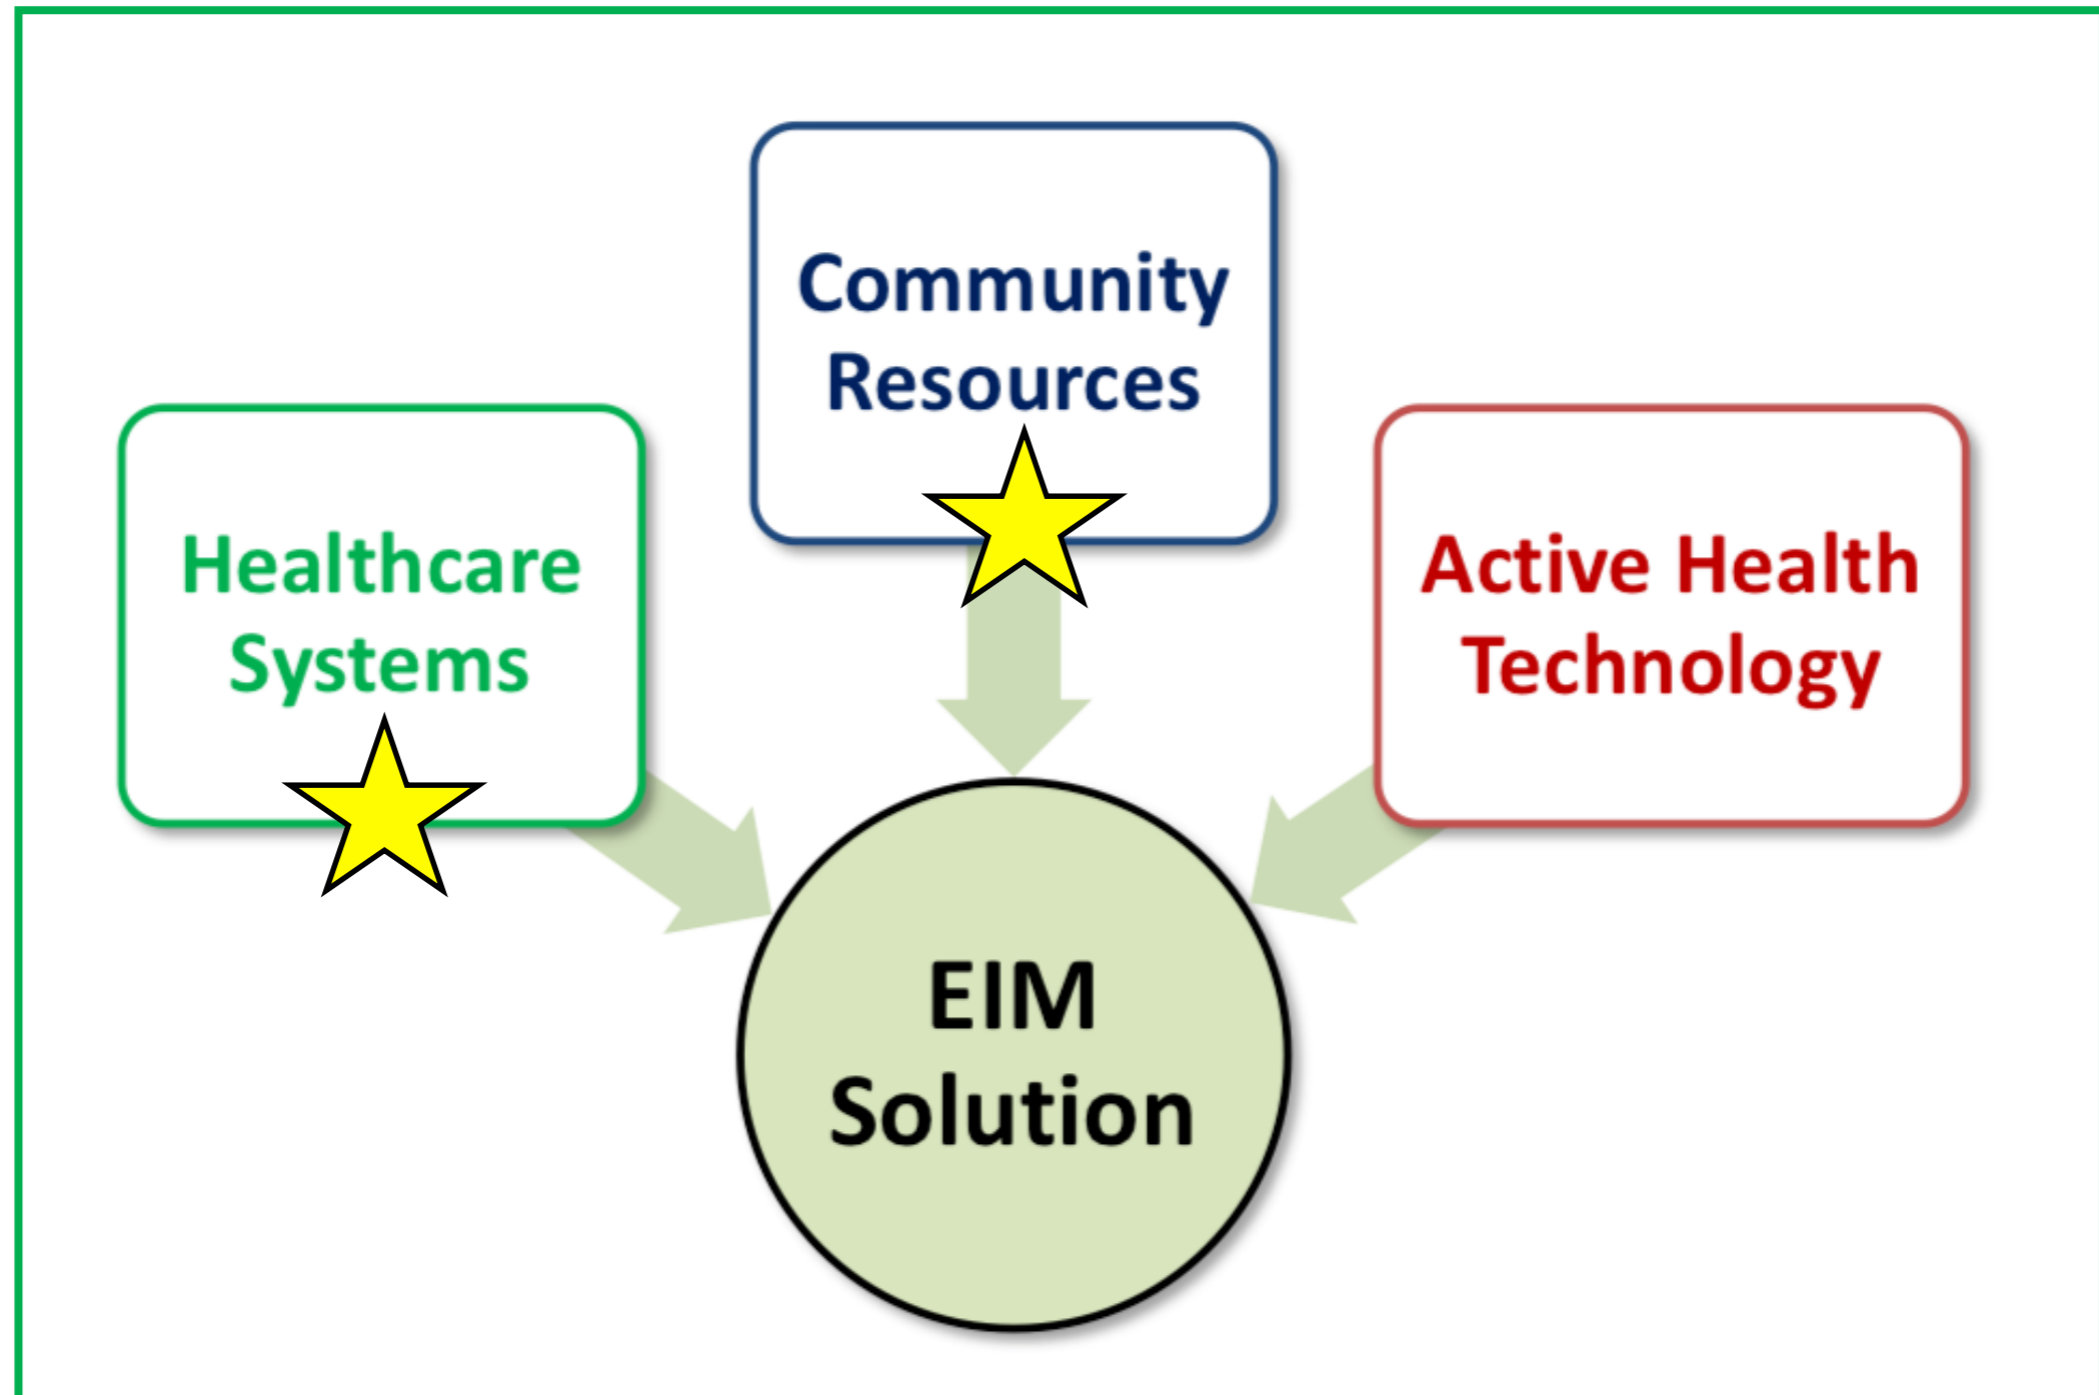 Community
Resources
Healthcare
Systems
Active Health
Technology
EIM
Solution